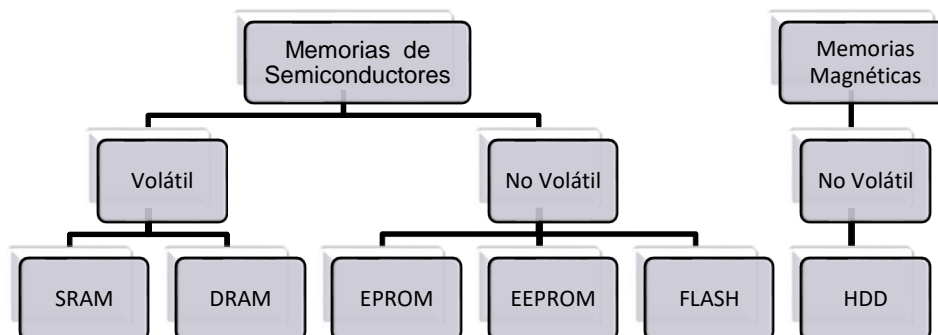 Memorias de
Semiconductores
Memorias
Magnéticas
Volátil
No Volátil
No Volátil
SRAM
DRAM
EPROM
EEPROM
FLASH
HDD